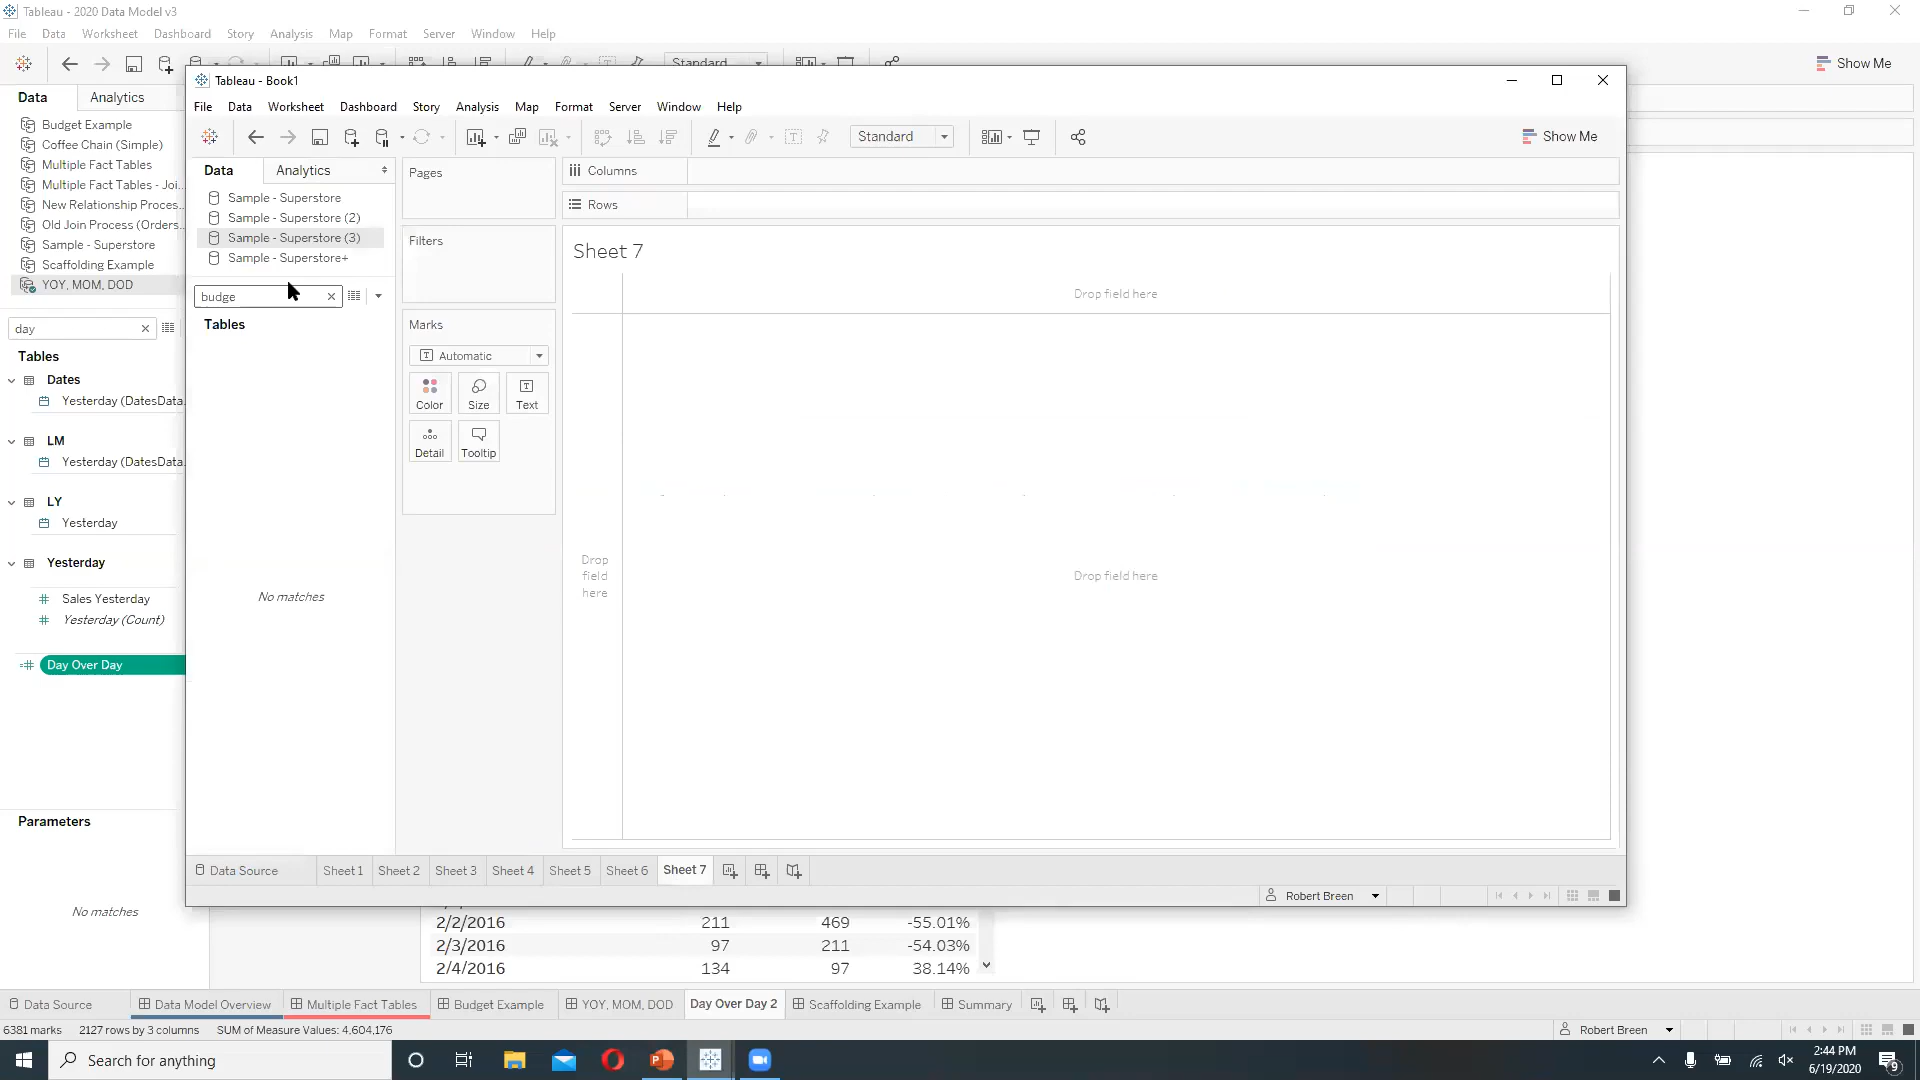 Tableau - 2020 Data Model v3
File Data Worksheet Dashboard Story Analysis Map Format Server Window Help
Standard
Show Me
Data Analytics
Budget Example
Coffee Chain (Simple)
Multiple Fact Tables
Multiple Fact Tables - Joi...
New Relationship Proces...
Old Join Process (Orders...
Sample - Superstore
Scaffolding Example
YOY, MOM, DOD
day
Tables
Dates
Yesterday (DatesData...
LM
Yesterday (DatesData...
LY
Yesterday
Yesterday
Sales Yesterday
Yesterday (Count)
Day Over Day
Parameters
No matches
Tableau - Book1
File Data Worksheet Dashboard Story Analysis Map Format Server Window Help
Standard
Show Me
Data Analytics
Sample - Superstore
Sample - Superstore (2)
Sample - Superstore (3)
Sample - Superstore+
budge
Tables
No matches
Pages
Filters
Marks
Automatic
Color Size Text
Detail Tooltip
Columns
Rows
Sheet 7
Drop field here
Drop
field
here
Drop field here
Data Source Sheet 1 Sheet 2 Sheet 3 Sheet 4 Sheet 5 Sheet 6 Sheet 7
Robert Breen
2/2/2016 211 469 -55.01%
2/3/2016 97 211 -54.03%
2/4/2016 134 97 38.14%
Data Source Data Model Overview Multiple Fact Tables Budget Example YOY, MOM, DOD Day Over Day 2 Scaffolding Example Summary
6381 marks 2127 rows by 3 columns SUM of Measure Values: 4,604,176
Robert Breen
Search for anything
2:44 PM
6/19/2020
9